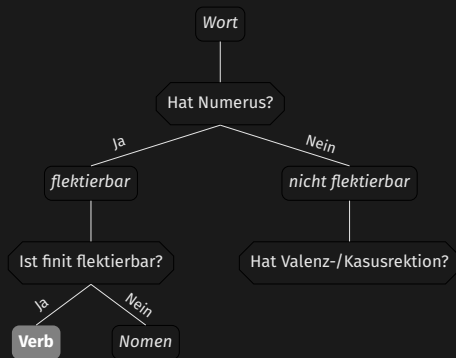 Wort
Hat Numerus?
Ja
Nein
flektierbar
nicht flektierbar
Ist finit flektierbar?
Hat Valenz-/Kasusrektion?
Ja
Nein
Verb
Nomen